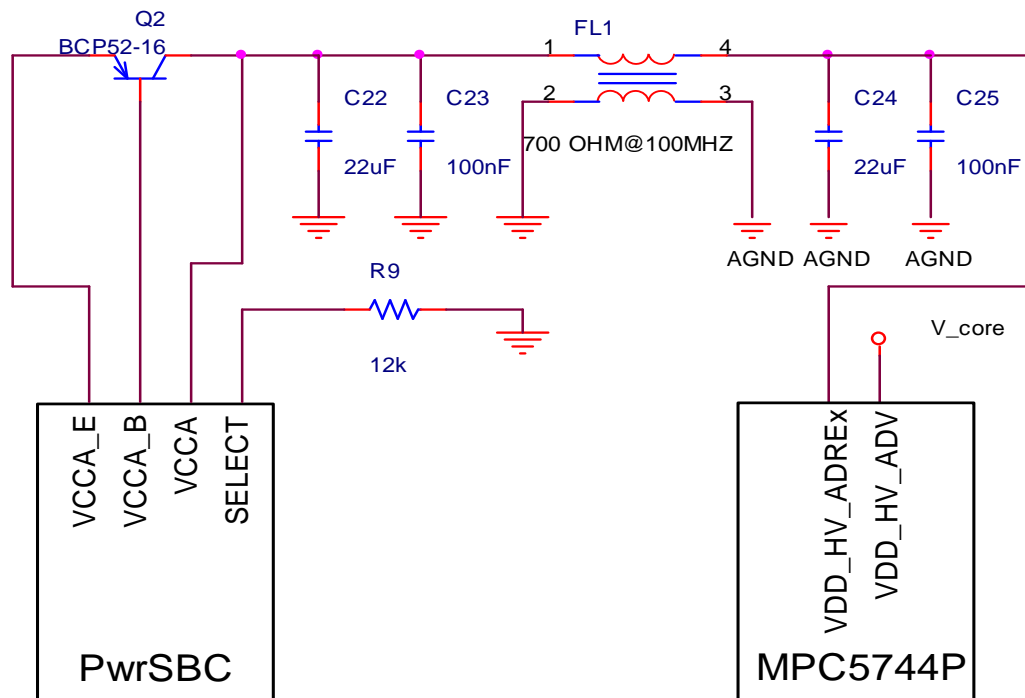 Q2
BCP52-16
FL1
1
4
2
3
700 OHM@100MHZ
C22
22uF
C23
100nF
C24
22uF
C25
100nF
AGND
AGND
AGND
R9
12k
V_core
VCCA_E
VCCA_B
VCCA
SELECT
PwrSBC
VDD_HV_ADREx
VDD_HV_ADV
MPC5744P